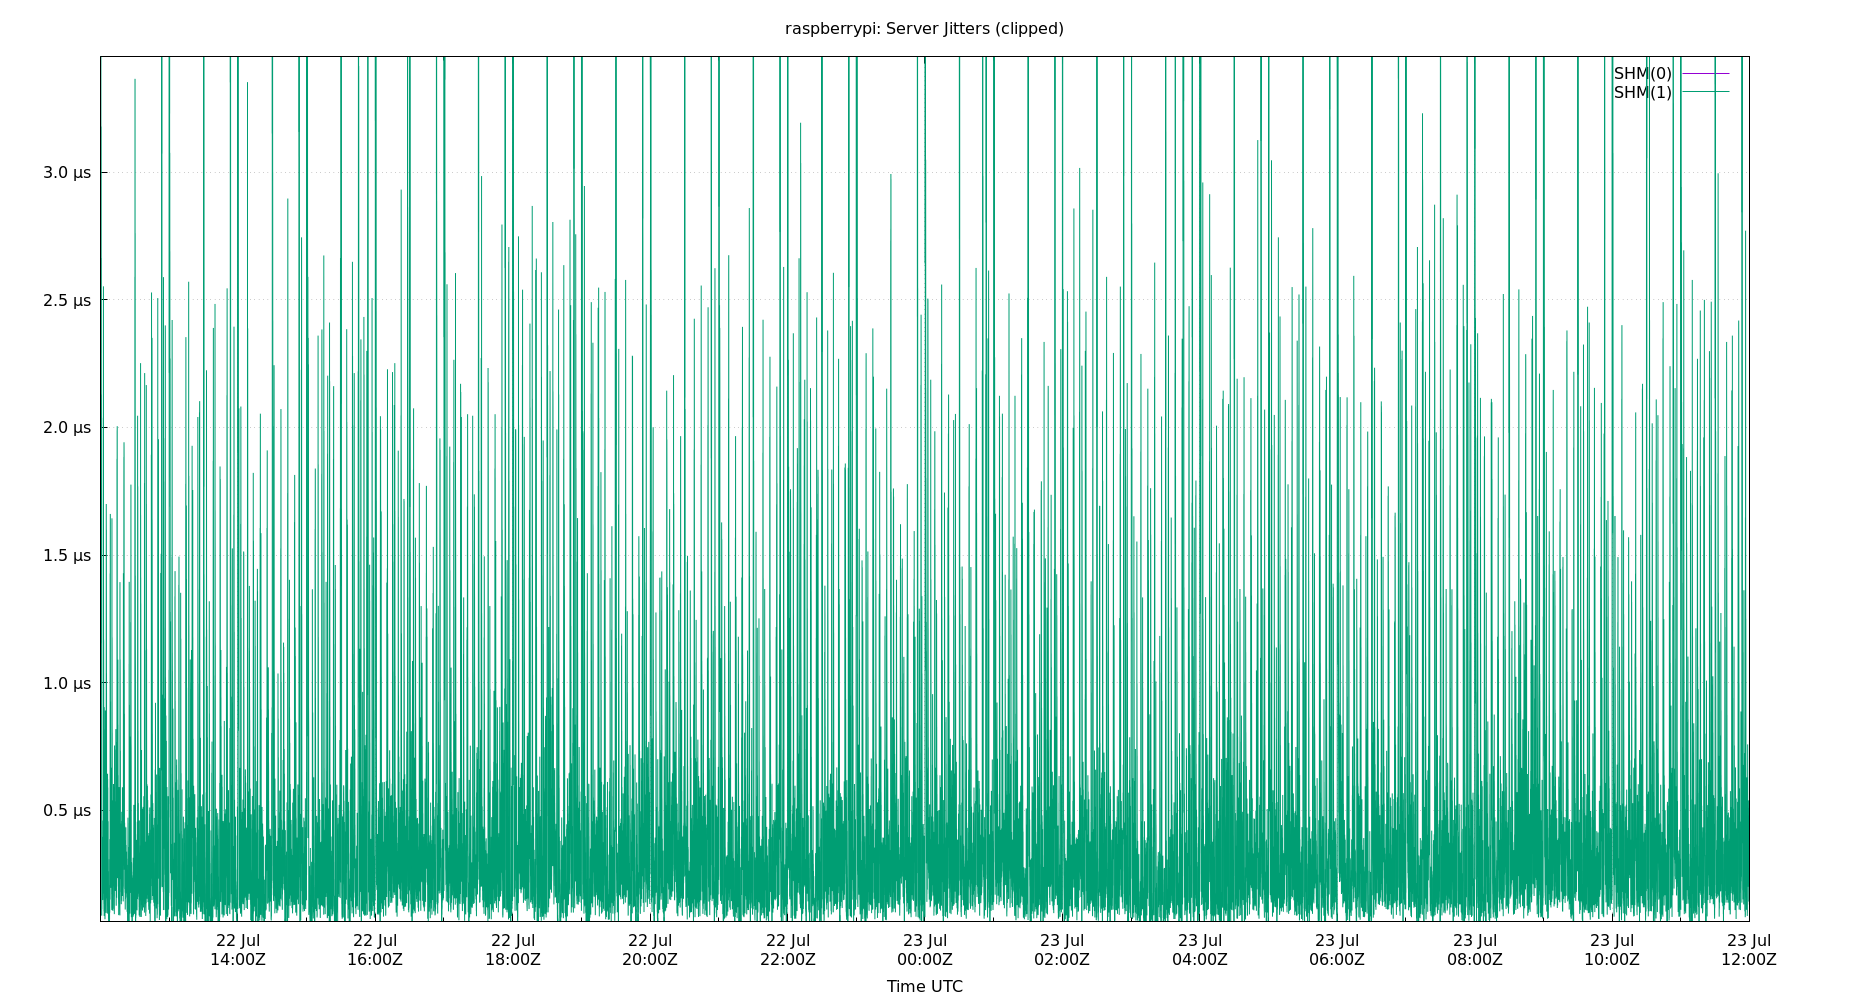 raspberrypi: Server Jitters (clipped)
SHM(0)
SHM(1)
3.0 µs
2.5 µs
2.0 µs
1.5 µs
1.0 µs
0.5 µs
22 Jul 22 Jul 22 Jul 22 Jul 22 Jul 23 Jul 23 Jul 23 Jul 23 Jul 23 Jul 23 Jul 23 Jul
14:00Z 16:00Z 18:00Z 20:00Z 22:00Z 00:00Z 02:00Z 04:00Z 06:00Z 08:00Z 10:00Z 12:00Z
Time UTC